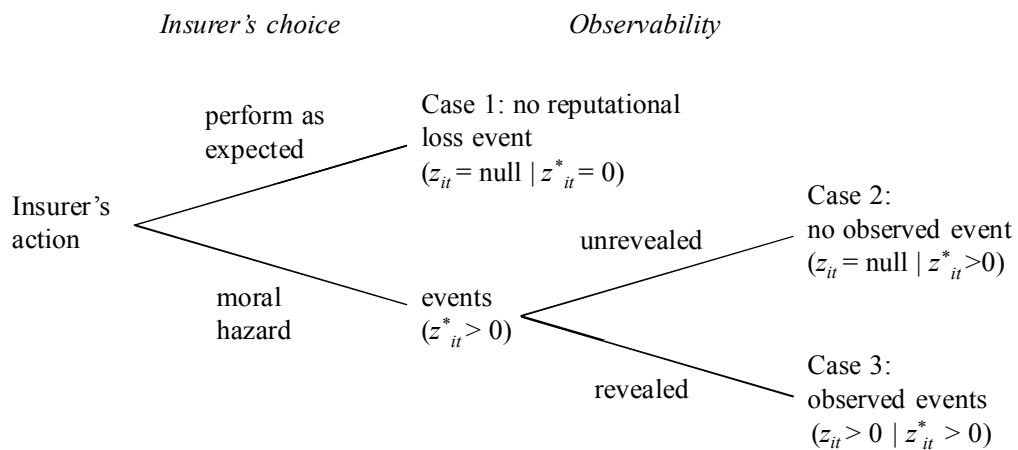 Insurer's choice
Observability
perform as
expected
Case 1: no reputational
loss event
(z_it = null | z*_it = 0)
Insurer's
action
moral
hazard
events
(z*_it > 0)
unrevealed
revealed
Case 2:
no observed event
(z_it = null | z*_it >0)
Case 3:
observed events
(z_it > 0 | z*_it > 0)